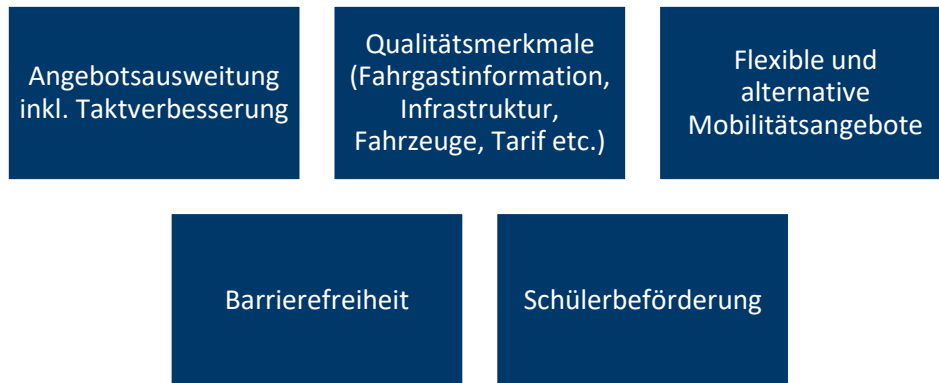 Angebotsausweitung
inkl. Taktverbesserung
Qualitätsmerkmale
(Fahrgastinformation,
Infrastruktur,
Fahrzeuge, Tarif etc.)
Flexible und
alternative
Mobilitätsangebote
Barrierefreiheit
Schülerbeförderung